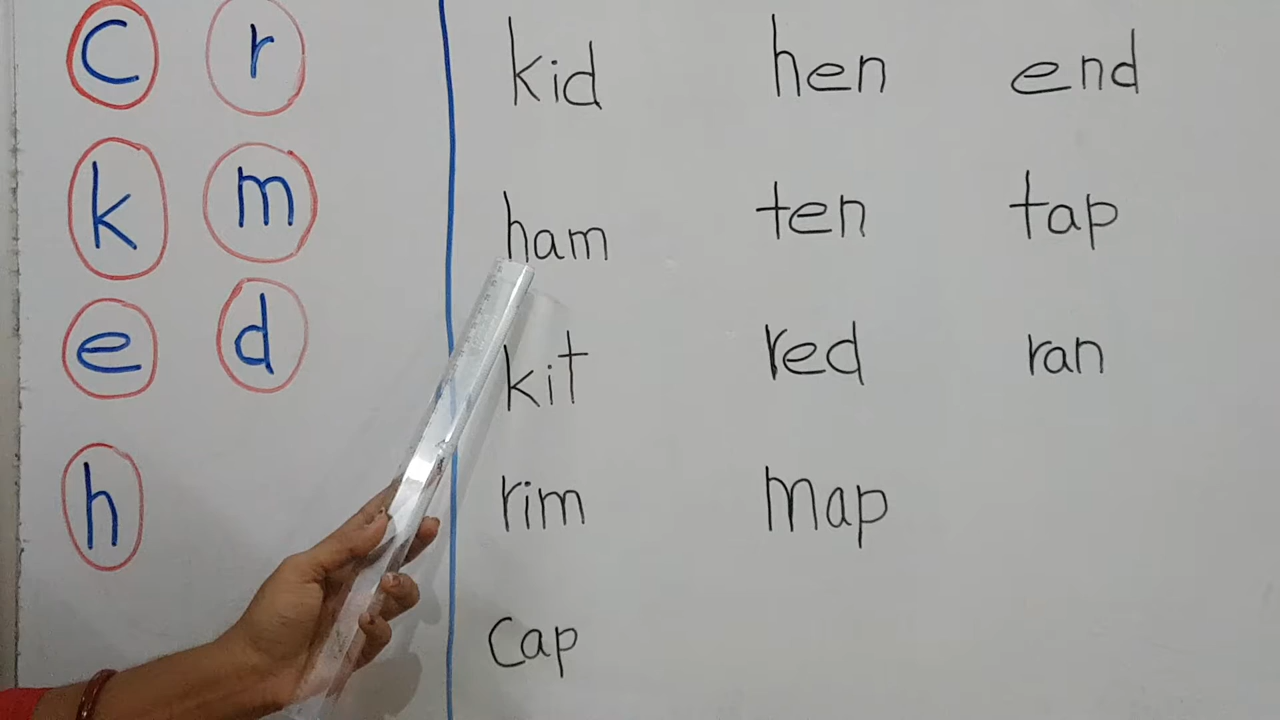 c r
k m
e d
h
kid hen end
ham ten tap
kit red ran
rim map
cap